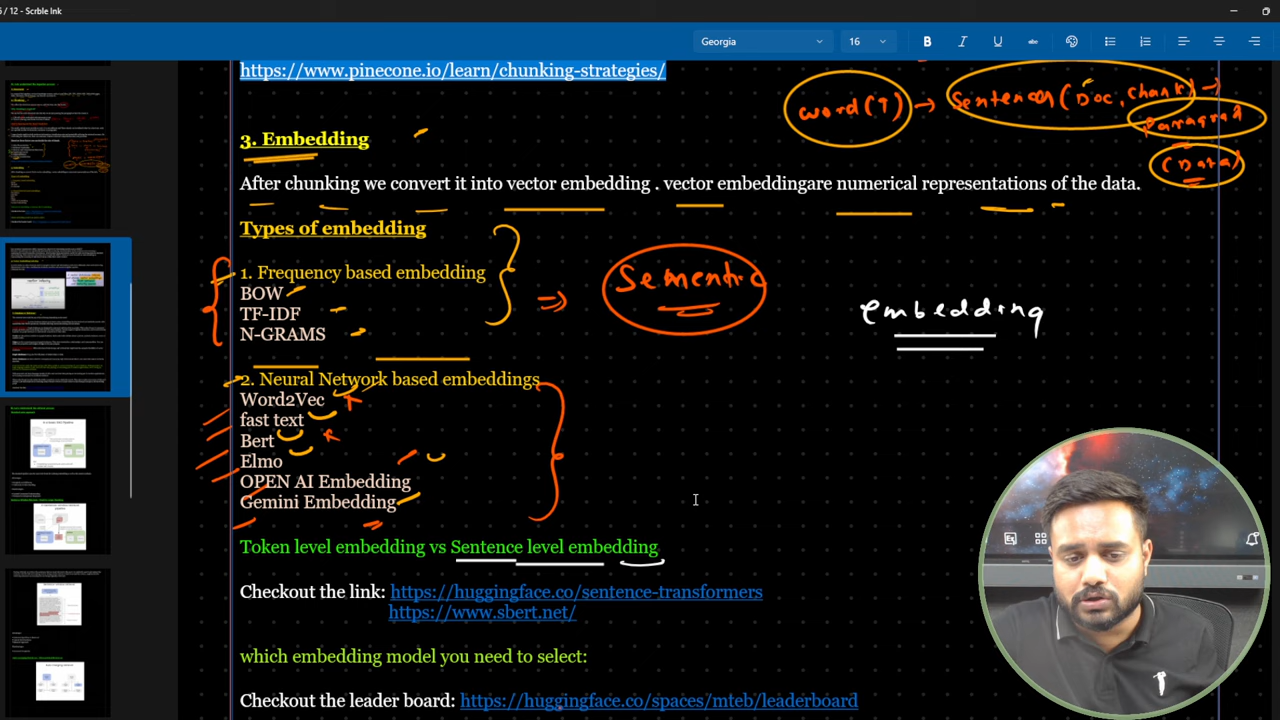 / 12 - Scrble Ink
Georgia
16
B
I
U
abc
https://www.pinecone.io/learn/chunking-strategies/
word(↑) → Sentences (Doc, Chunk) →
Paragraph
(Data)
3. Embedding
After chunking we convert it into vector embedding . vector embeddingare numerical representations of the data.
Types of embedding
1. Frequency based embedding
BOW
TF-IDF
N-GRAMS
⇒ Sementic
embedding
2. Neural Network based embeddings
Word2Vec
fast text
Bert
Elmo
OPEN AI Embedding
Gemini Embedding
Token level embedding vs Sentence level embedding
Checkout the link: https://huggingface.co/sentence-transformers
https://www.sbert.net/
which embedding model you need to select:
Checkout the leader board: https://huggingface.co/spaces/mteb/leaderboard